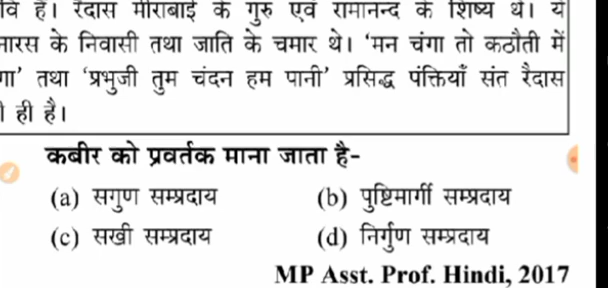 वि हैं। रैदास मीराबाई के गुरु एवं रामानन्द के शिष्य थे। ये
नारस के निवासी तथा जाति के चमार थे। 'मन चंगा तो कठौती में
गा' तथा 'प्रभुजी तुम चंदन हम पानी' प्रसिद्ध पंक्तियाँ संत रैदास
ही है।
कबीर को प्रवर्तक माना जाता है-
(a) सगुण सम्प्रदाय (b) पुष्टिमार्गी सम्प्रदाय
(c) सखी सम्प्रदाय (d) निर्गुण सम्प्रदाय
MP Asst. Prof. Hindi, 2017